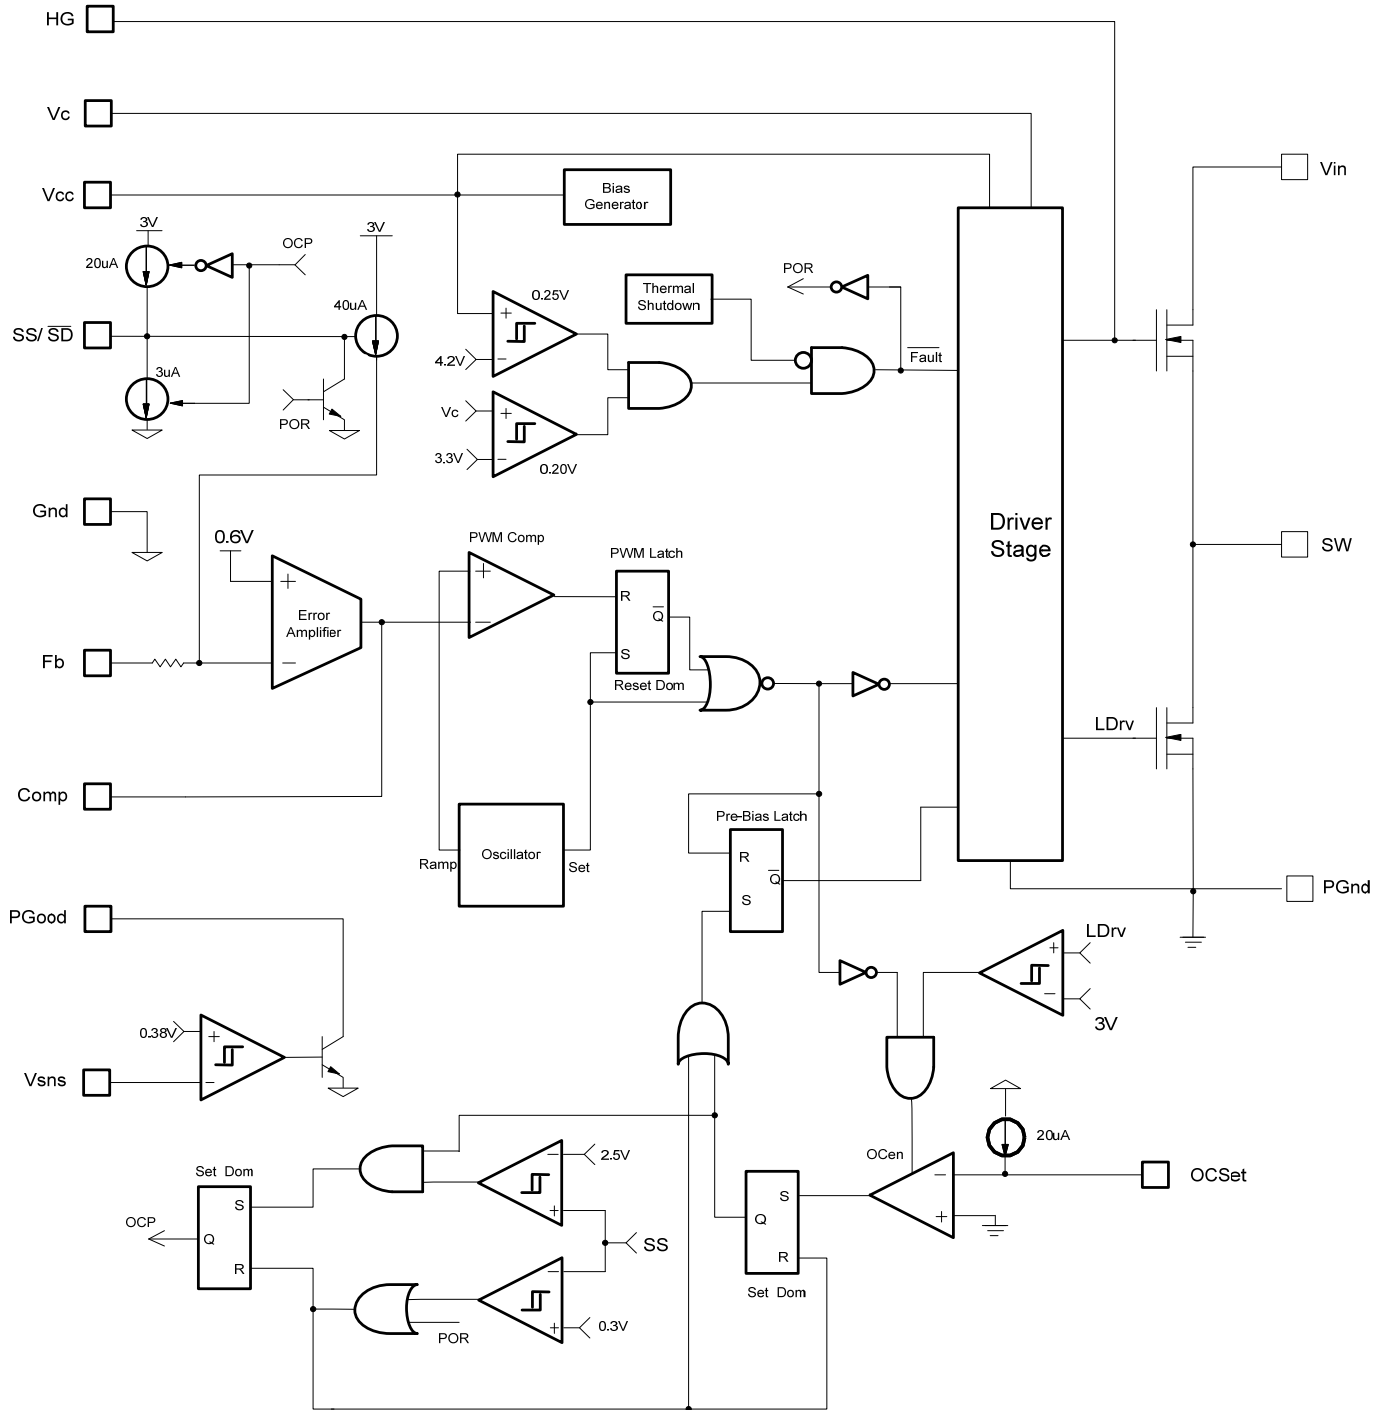 HG
Vc
Vcc
Bias
Generator
Vin
3V
3V
OCP
20uA
40uA
SS/ SD
3uA
POR
0.25V
4.2V
Vc
3.3V
0.20V
Thermal
Shutdown
POR
Fault
+
−
+
−
Driver
Stage
Gnd
0.6V
PWM Comp
PWM Latch
SW
+
−
Error
Amplifier
+
−
R
Q
S
Reset Dom
Fb
LDrv
Comp
Pre-Bias Latch
Ramp
Oscillator
Set
R
Q
S
PGnd
PGood
LDrv
+
−
3V
0.38V
+
−
Vsns
20uA
OCen
OCSet
−
+
2.5V
−
+
Set Dom
S
Q
R
OCP
SS
S
Q
R
Set Dom
−
+
0.3V
POR